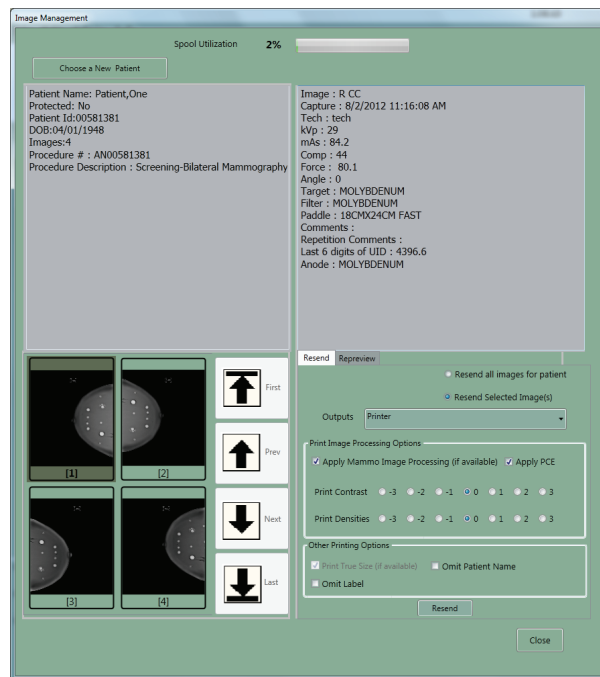 Image Management
Spool Utilization 2%
Choose a New Patient
Patient Name: Patient,One
Protected: No
Patient Id:00581381
DOB:04/01/1948
Images:4
Procedure # : AN00581381
Procedure Description : Screening-Bilateral Mammography
Image : R CC
Capture : 8/2/2012 11:16:08 AM
Tech : tech
kVp : 29
mAs : 84.2
Comp : 44
Force : 80.1
Angle : 0
Target : MOLYBDENUM
Filter : MOLYBDENUM
Paddle : 18CMX24CM FAST
Comments :
Repetition Comments :
Last 6 digits of UID : 4396.6
Anode : MOLYBDENUM
[1]
[2]
[3]
[4]
First
Prev
Next
Last
Resend Repreview
Resend all images for patient
Resend Selected Image(s)
Outputs Printer
Print Image Processing Options
Apply Mammo Image Processing (if available) Apply PCE
Print Contrast -3 -2 -1 0 1 2 3
Print Densities -3 -2 -1 0 1 2 3
Other Printing Options
Print True Size (if available) Omit Patient Name
Omit Label
Resend
Close